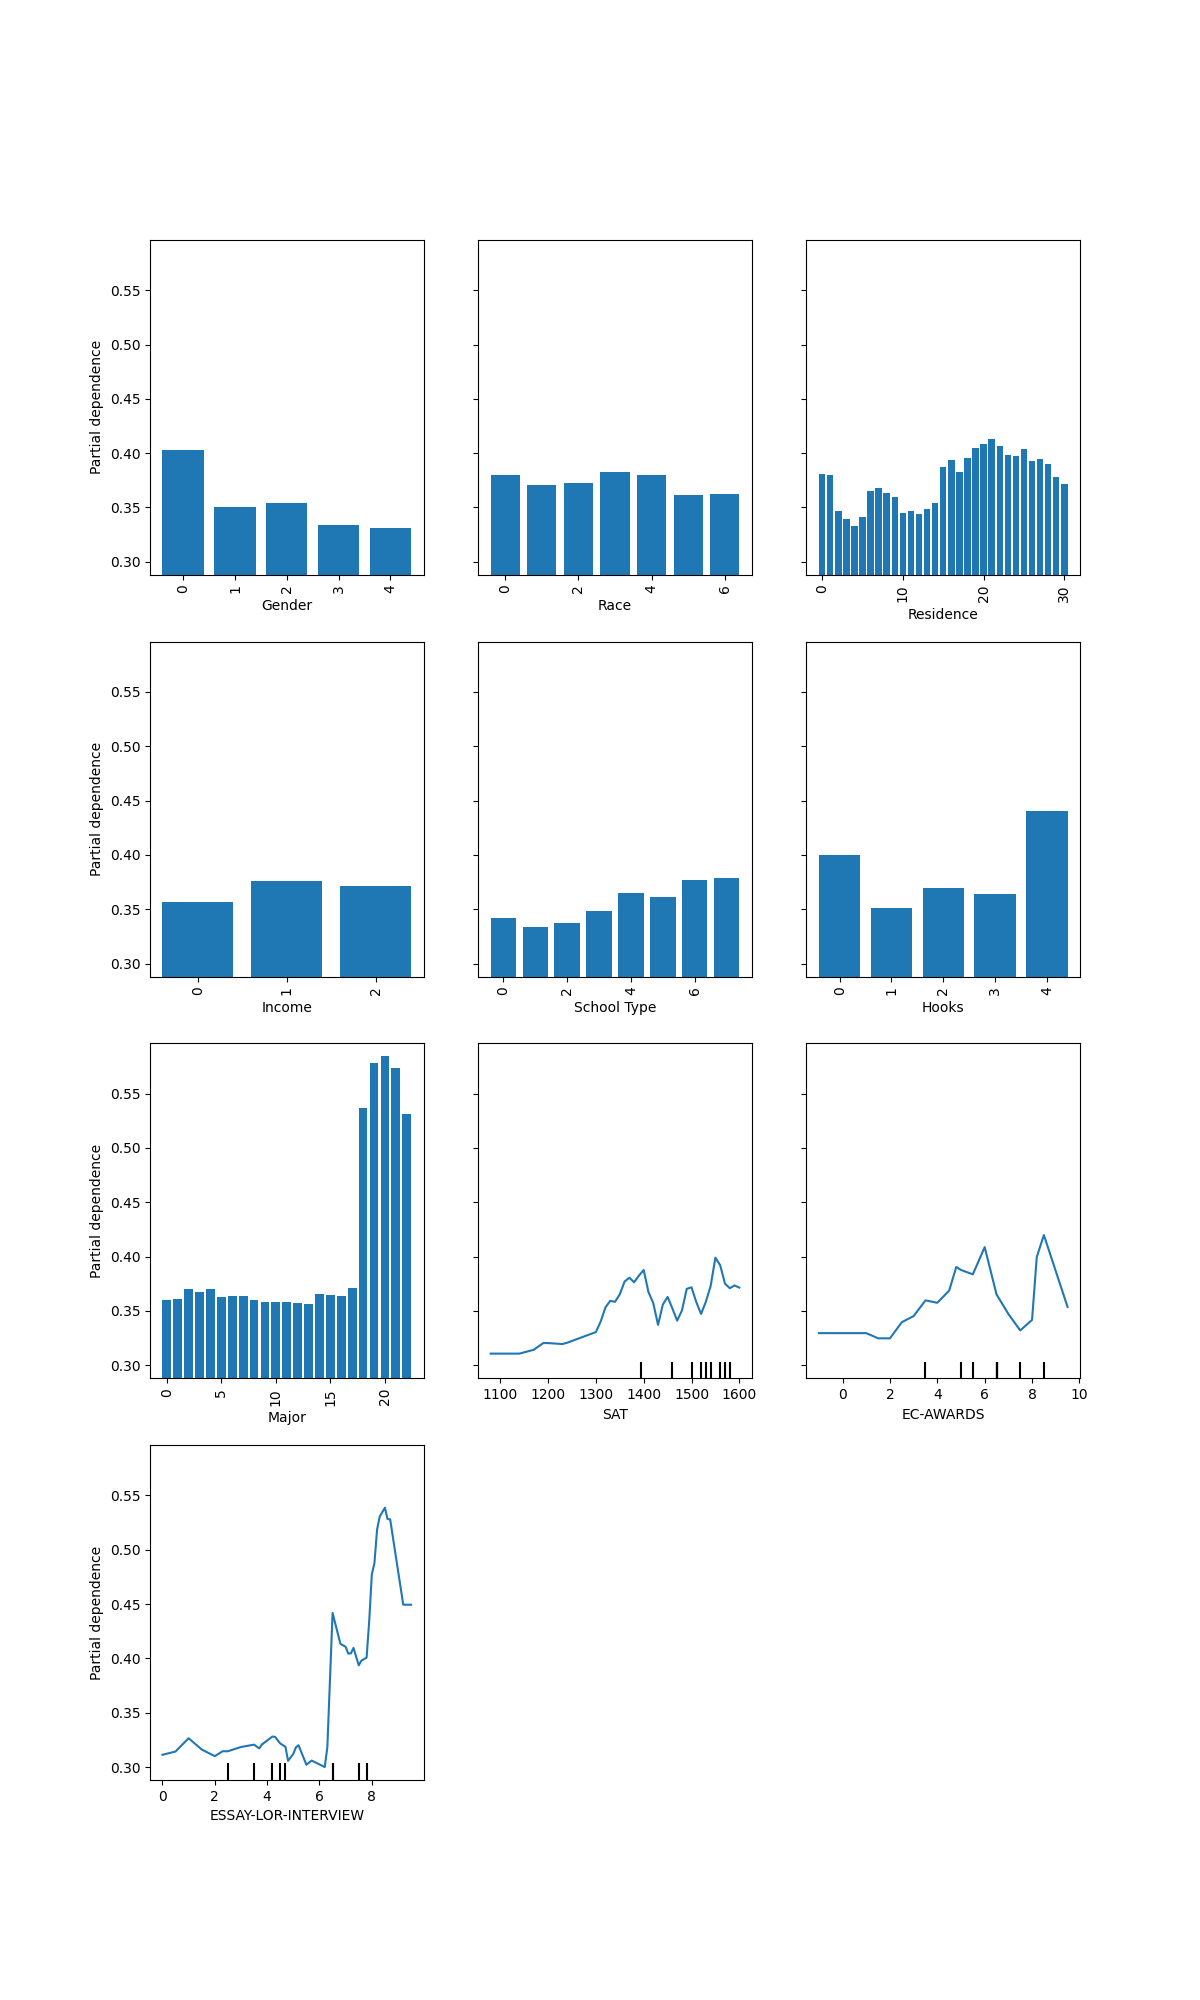 0.55
0.50
0.45
0.40
0.35
0.30
Partial dependence
0 1 2 3 4
Gender
0 2 4 6
Race
0 10 20 30
Residence
0.55
0.50
0.45
0.40
0.35
0.30
Partial dependence
0 1 2
Income
0 2 4 6
School Type
0 1 2 3 4
Hooks
0.55
0.50
0.45
0.40
0.35
0.30
Partial dependence
0 5 10 15 20
Major
1100 1200 1300 1400 1500 1600
SAT
0 2 4 6 8 10
EC-AWARDS
0.55
0.50
0.45
0.40
0.35
0.30
Partial dependence
0 2 4 6 8
ESSAY-LOR-INTERVIEW